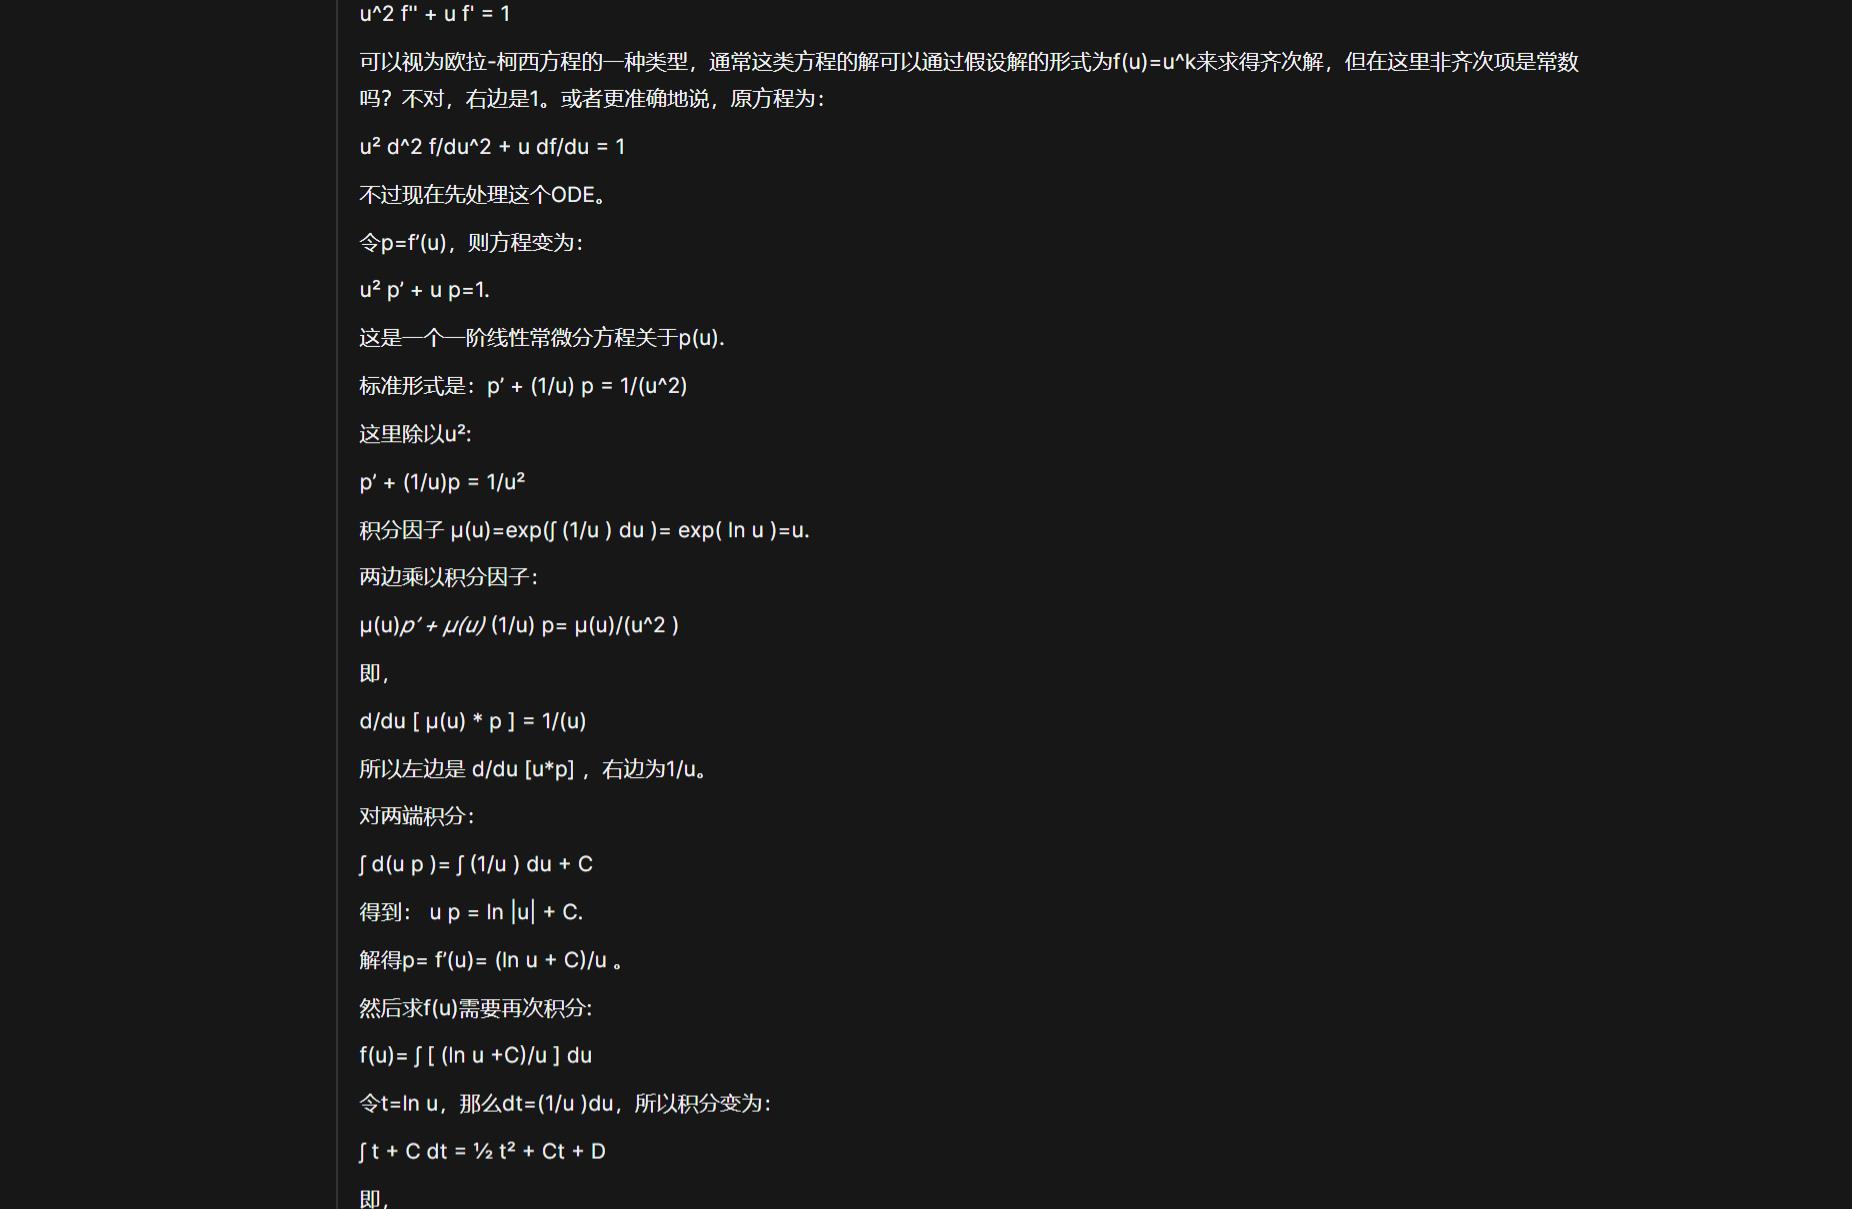 u^2 f'' + u f' = 1
可以视为欧拉-柯西方程的一种类型，通常这类方程的解可以通过假设解的形式为f(u)=u^k来求得齐次解，但在这里非齐次项是常数
吗？不对，右边是1。或者更准确地说，原方程为：
u² d^2 f/du^2 + u df/du = 1
不过现在先处理这个ODE。
令p=f’(u)，则方程变为：
u² p’ + u p=1.
这是一个一阶线性常微分方程关于p(u).
标准形式是：p’ + (1/u) p = 1/(u^2)
这里除以u²:
p’ + (1/u)p = 1/u²
积分因子 μ(u)=exp(∫ (1/u ) du )= exp( ln u )=u.
两边乘以积分因子：
μ(u)p’ + μ(u) (1/u) p= μ(u)/(u^2 )
即，
d/du [ μ(u) * p ] = 1/(u)
所以左边是 d/du [u*p] ，右边为1/u。
对两端积分：
∫ d(u p )= ∫ (1/u ) du + C
得到： u p = ln |u| + C.
解得p= f’(u)= (ln u + C)/u 。
然后求f(u)需要再次积分:
f(u)= ∫ [ (ln u +C)/u ] du
令t=ln u，那么dt=(1/u )du，所以积分变为：
∫ t + C dt = ½ t² + Ct + D
即，